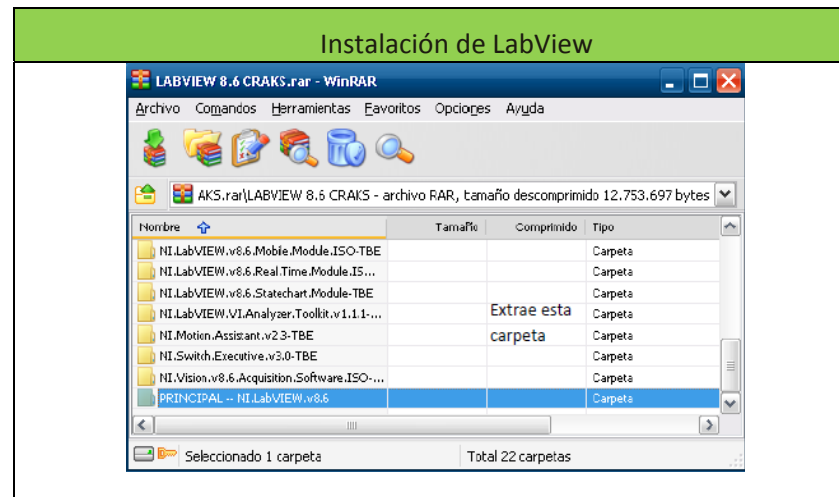 Instalación de LabView
LABVIEW 8.6 CRAKS.rar - WinRAR
Archivo Comandos Herramientas Favoritos Opciones Ayuda
AKS.rar\LABVIEW 8.6 CRAKS - archivo RAR, tamaño descomprimido 12.753.697 bytes
Nombre Tamaño Comprimido Tipo
NI.LabVIEW.v8.6.Mobile.Module.ISO-TBE Carpeta
NI.LabVIEW.v8.6.Real.Time.Module.IS... Carpeta
NI.LabVIEW.v8.6.Statechart.Module-TBE Carpeta
NI.LabVIEW.VI.Analyzer.Toolkit.v1.1.1-... Extrae esta Carpeta
NI.Motion.Assistant.v2.3-TBE carpeta Carpeta
NI.Switch.Executive.v3.0-TBE Carpeta
NI.Vision.v8.6.Acquisition.Software.ISO-... Carpeta
PRINCIPAL -- NI.LabVIEW.v8.6 Carpeta
Seleccionado 1 carpeta Total 22 carpetas